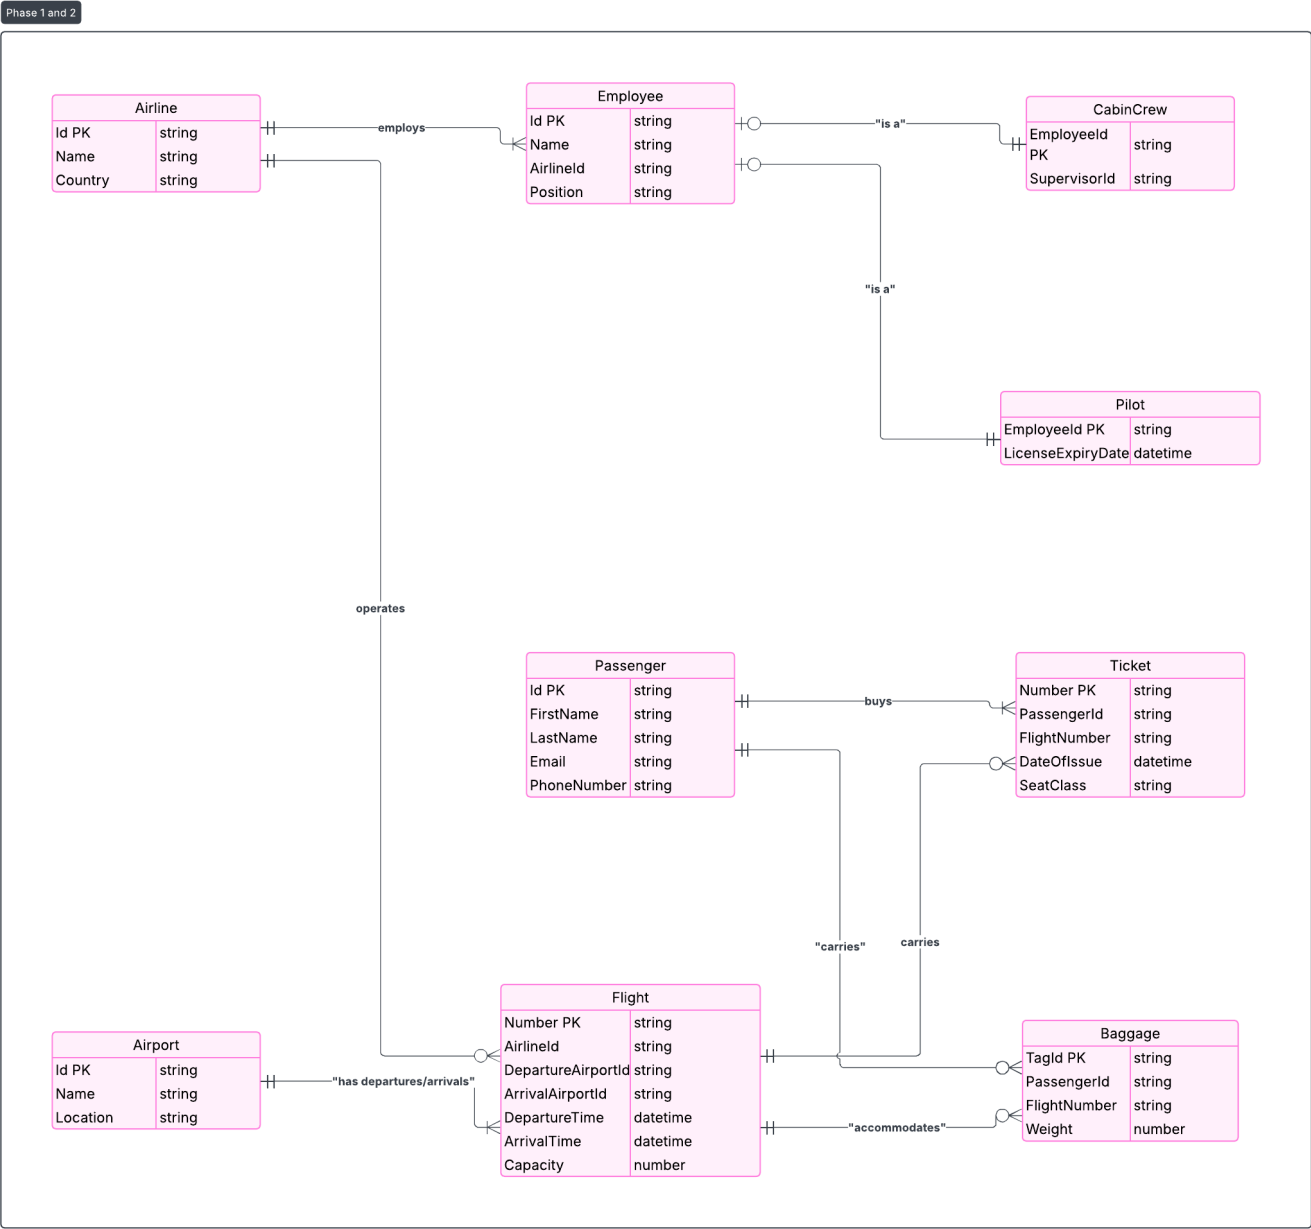 Phase 1 and 2
Airline
Id PK string
Name string
Country string
employs
Employee
Id PK string
Name string
AirlineId string
Position string
"is a"
CabinCrew
EmployeeId
PK
string
SupervisorId string
"is a"
Pilot
EmployeeId PK string
LicenseExpiryDate datetime
operates
Passenger
Id PK string
FirstName string
LastName string
Email string
PhoneNumber string
buys
Ticket
Number PK string
PassengerId string
FlightNumber string
DateOfIssue datetime
SeatClass string
"carries"
carries
Airport
Id PK string
Name string
Location string
"has departures/arrivals"
Flight
Number PK string
AirlineId string
DepartureAirportId string
ArrivalAirportId string
DepartureTime datetime
ArrivalTime datetime
Capacity number
"accommodates"
Baggage
TagId PK string
PassengerId string
FlightNumber string
Weight number